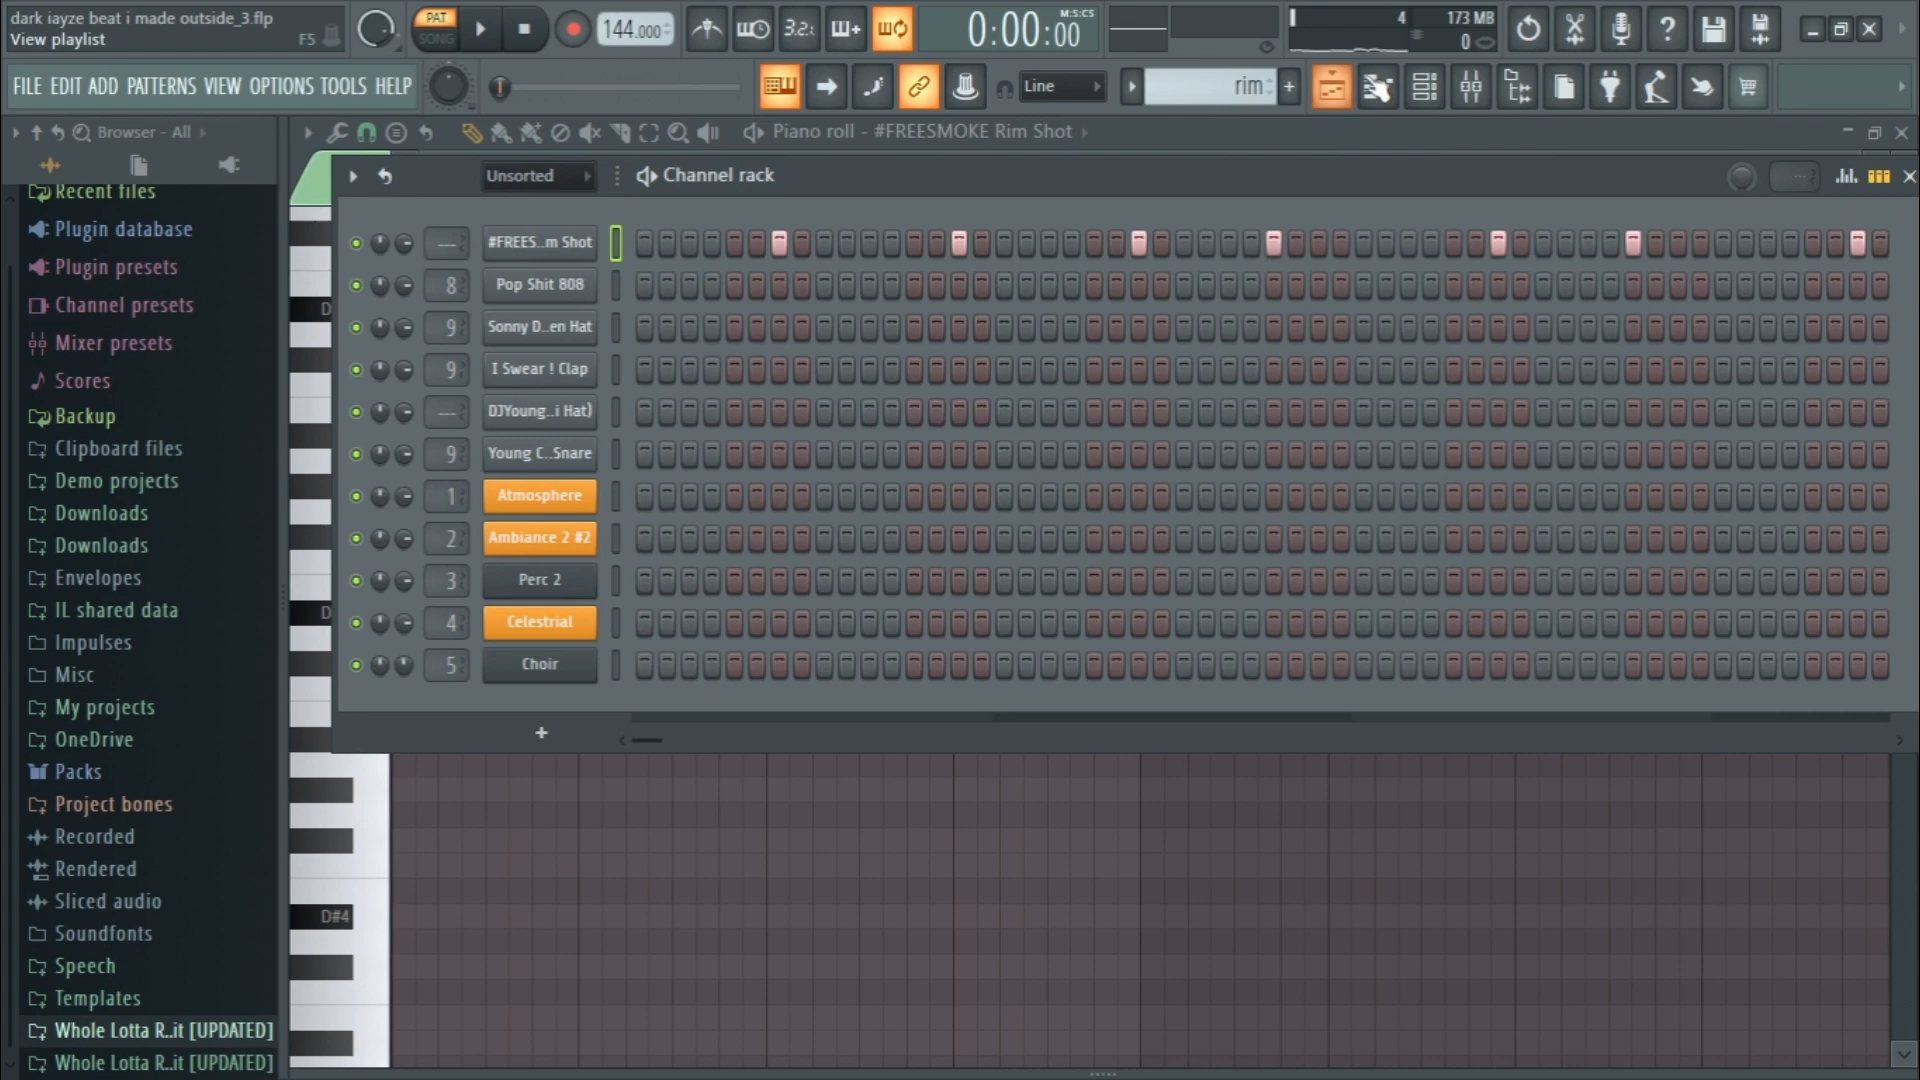 dark iayze beat i made outside_3.flp
View playlist
F5
PAT
SONG
144.000
3.2.
0:00:00
M:S:CS
4
173 MB
0
FILE EDIT ADD PATTERNS VIEW OPTIONS TOOLS HELP
Line
rim
Browser - All
Piano roll - #FREESMOKE Rim Shot
Unsorted
Channel rack
Recent files
Plugin database
Plugin presets
Channel presets
Mixer presets
Scores
Backup
Clipboard files
Demo projects
Downloads
Downloads
Envelopes
IL shared data
Impulses
Misc
My projects
OneDrive
Packs
Project bones
Recorded
Rendered
Sliced audio
Soundfonts
Speech
Templates
Whole Lotta R..it [UPDATED]
Whole Lotta R..it [UPDATED]
--- #FREES..m Shot
8 Pop Shit 808
9 Sonny D..en Hat
9 I Swear ! Clap
--- DJYoung..i Hat)
9 Young C..Snare
1 Atmosphere
2 Ambiance 2 #2
3 Perc 2
4 Celestrial
5 Choir
+
D
D
D#4